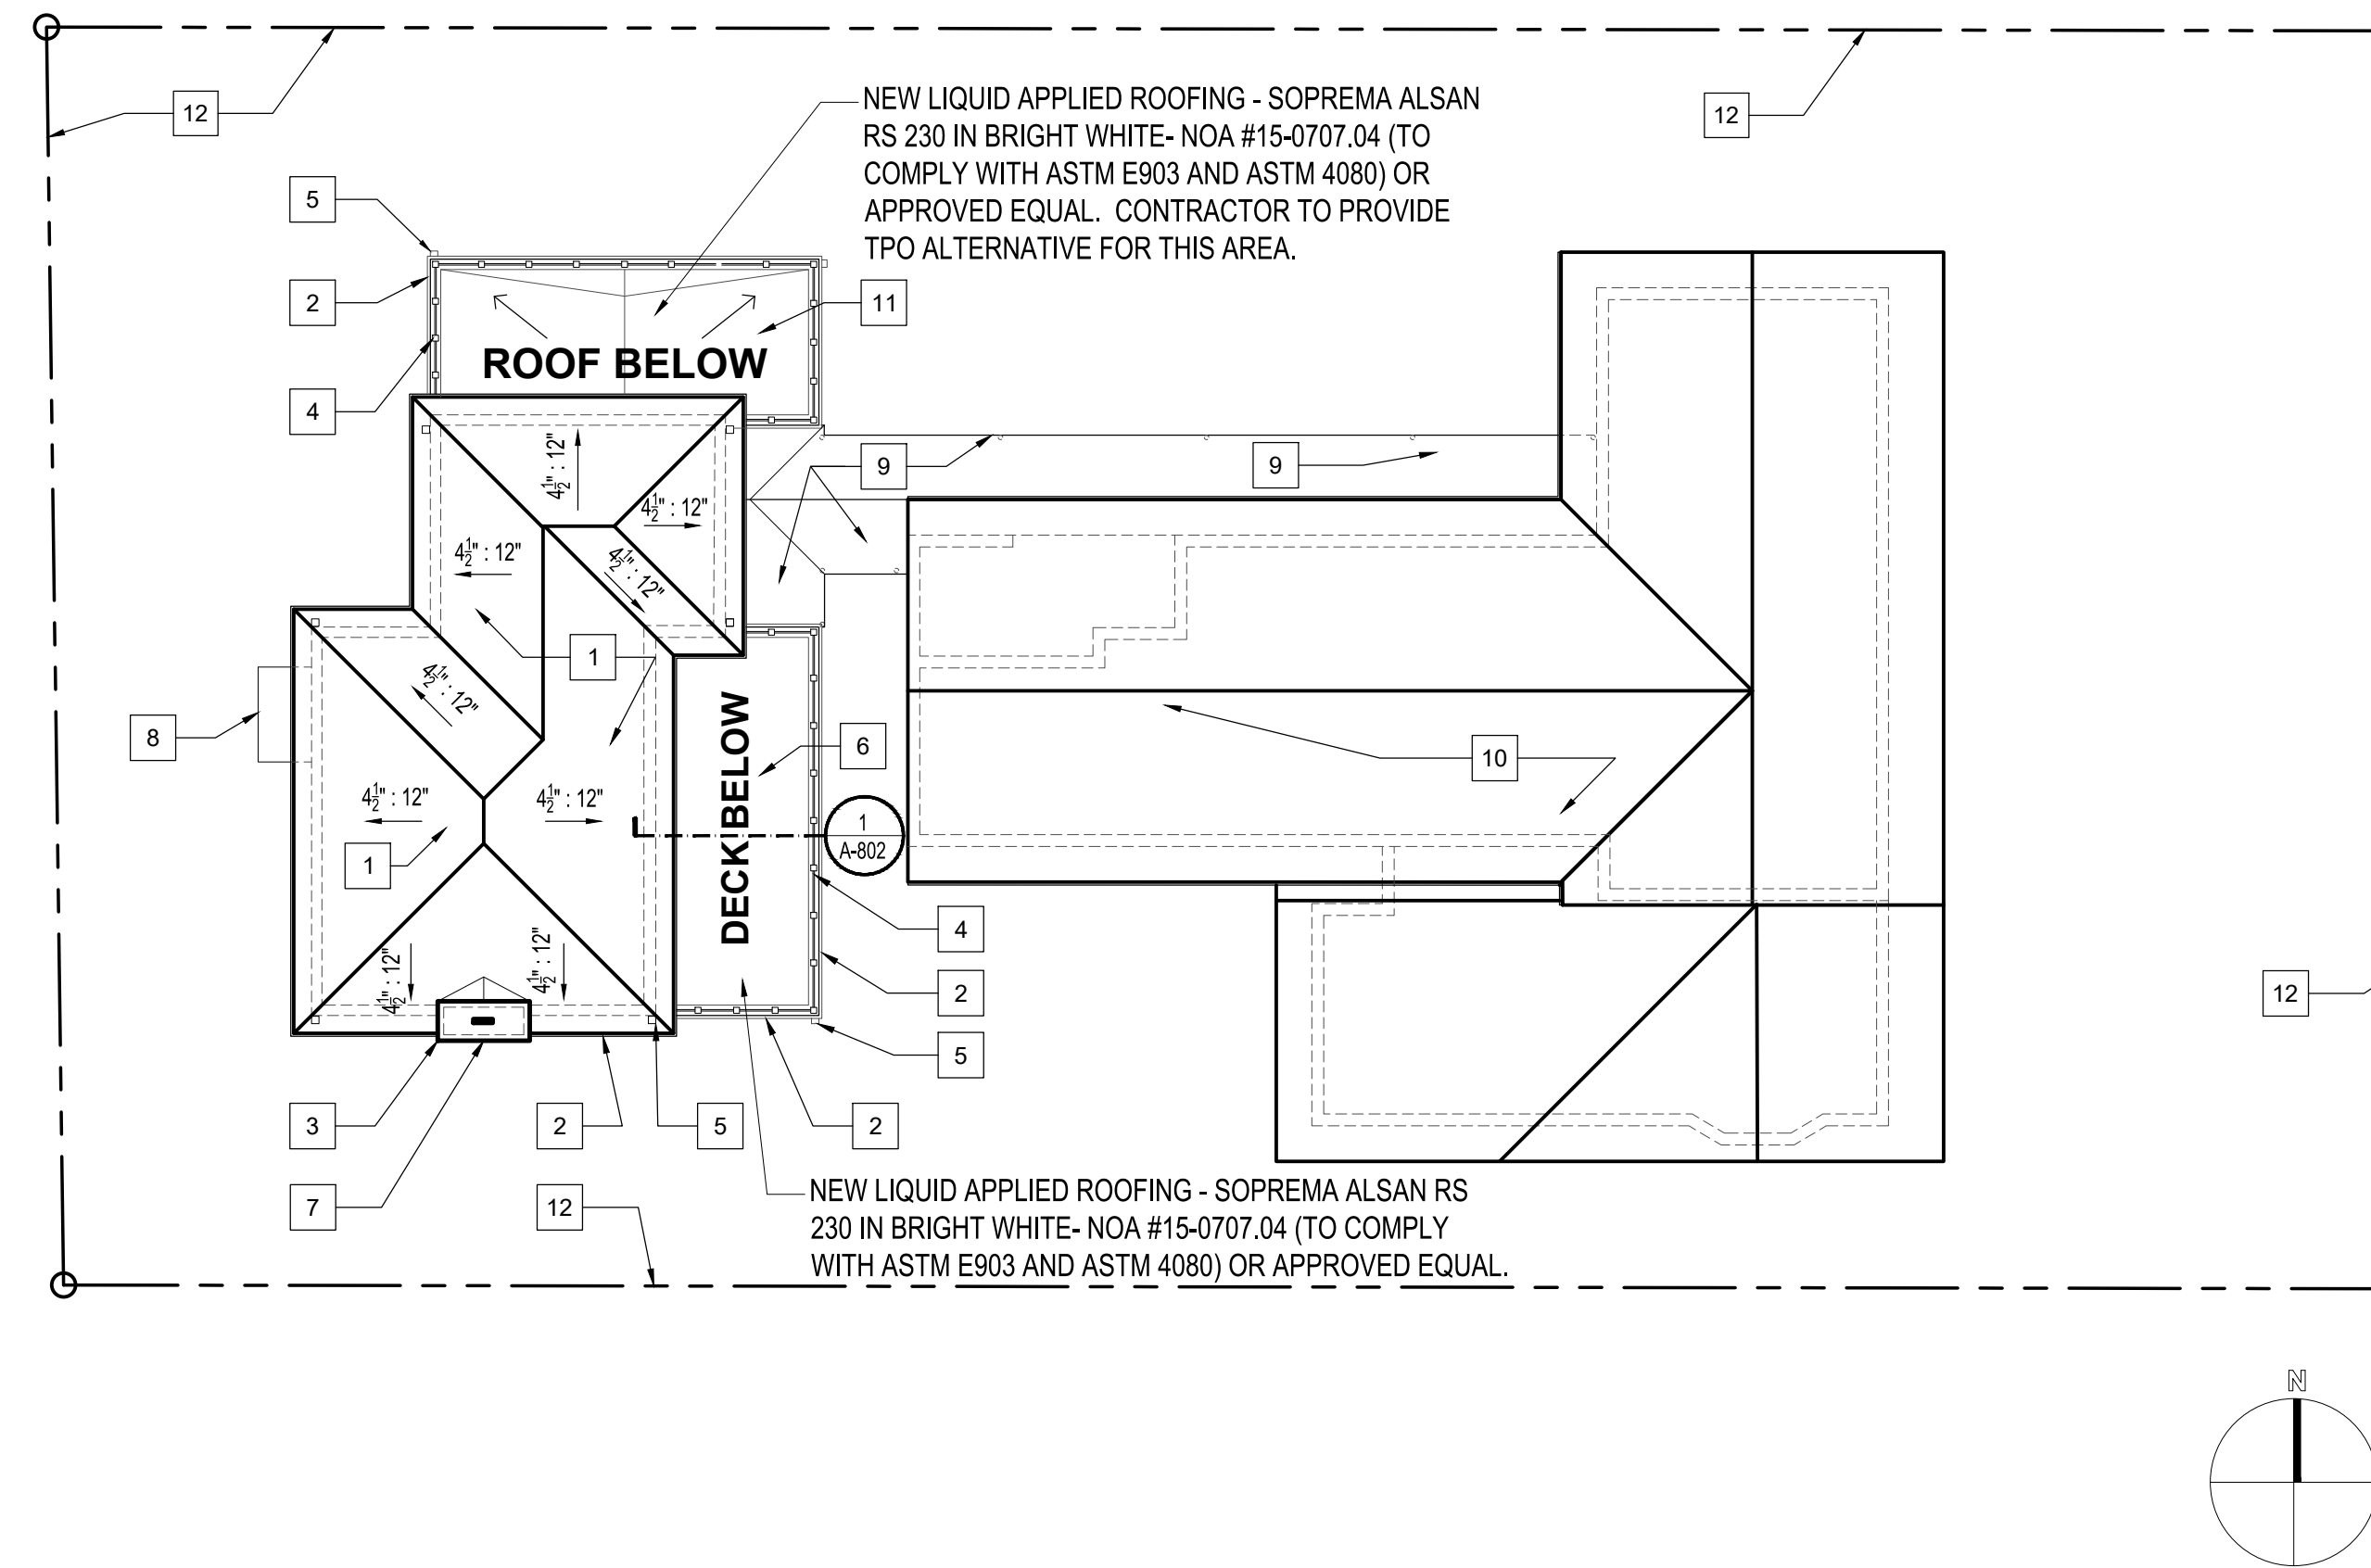 12
12
NEW LIQUID APPLIED ROOFING - SOPREMA ALSAN
RS 230 IN BRIGHT WHITE- NOA #15-0707.04 (TO
COMPLY WITH ASTM E903 AND ASTM 4080) OR
APPROVED EQUAL. CONTRACTOR TO PROVIDE
TPO ALTERNATIVE FOR THIS AREA.
5
2
11
ROOF BELOW
4
4½" : 12"
9
9
4½" : 12"
4½" : 12"
4½" : 12"
1
4½" : 12"
8
DECK BELOW
6
10
4½" : 12"
4½" : 12"
1
A-802
1
4
4½" : 12"
4½" : 12"
2
12
5
3
2
5
2
7
12
NEW LIQUID APPLIED ROOFING - SOPREMA ALSAN RS
230 IN BRIGHT WHITE- NOA #15-0707.04 (TO COMPLY
WITH ASTM E903 AND ASTM 4080) OR APPROVED EQUAL.
N